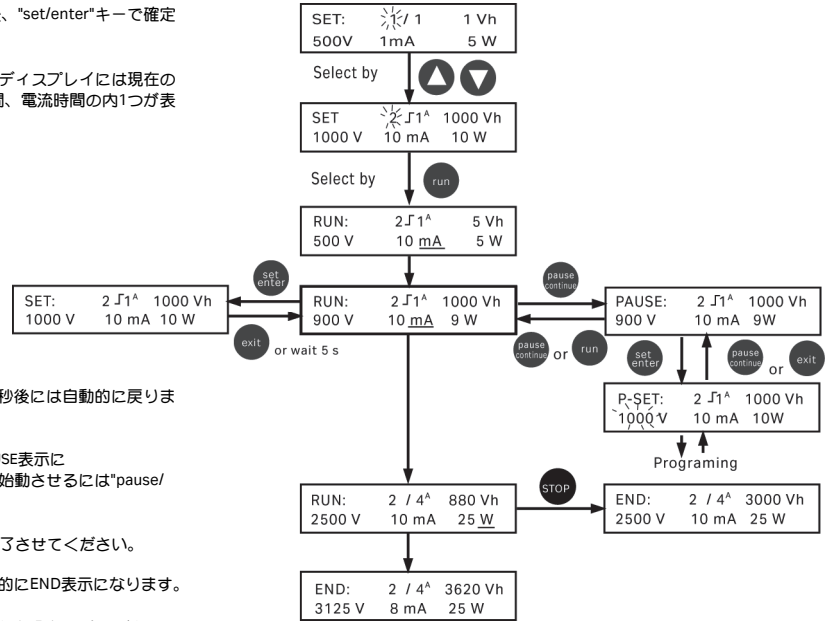 、"set/enter"キーで確定
ディスプレイには現在の
間、電流時間の内1つが表
秒後には自動的に戻りま
USE表示に
始動させるには"pause/
了させてください。
的にEND表示になります。
SET: 1 / 1 1 Vh
500V 1mA 5 W
Select by
SET 2 ᒥ1ᴬ 1000 Vh
1000 V 10 mA 10 W
Select by run
RUN: 2 ᒥ1ᴬ 5 Vh
500 V 10 mA 5 W
SET: 2 ᒥ1ᴬ 1000 Vh
1000 V 10 mA 10 W
set enter
exit or wait 5 s
RUN: 2 ᒥ1ᴬ 1000 Vh
900 V 10 mA 9 W
pause continue
pause continue or run
PAUSE: 2 ᒥ1ᴬ 1000 Vh
900 V 10 mA 9W
set enter
pause continue or exit
P-SET: 2 ᒥ1ᴬ 1000 Vh
1000 V 10 mA 10W
Programing
RUN: 2 / 4ᴬ 880 Vh
2500 V 10 mA 25 W
STOP
END: 2 / 4ᴬ 3000 Vh
2500 V 10 mA 25 W
END: 2 / 4ᴬ 3620 Vh
3125 V 8 mA 25 W